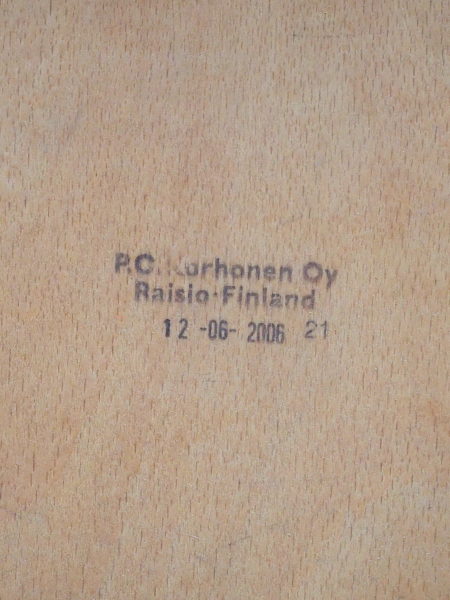 P.C. Korhonen Oy
Raisio·Finland
12-06-2006 21